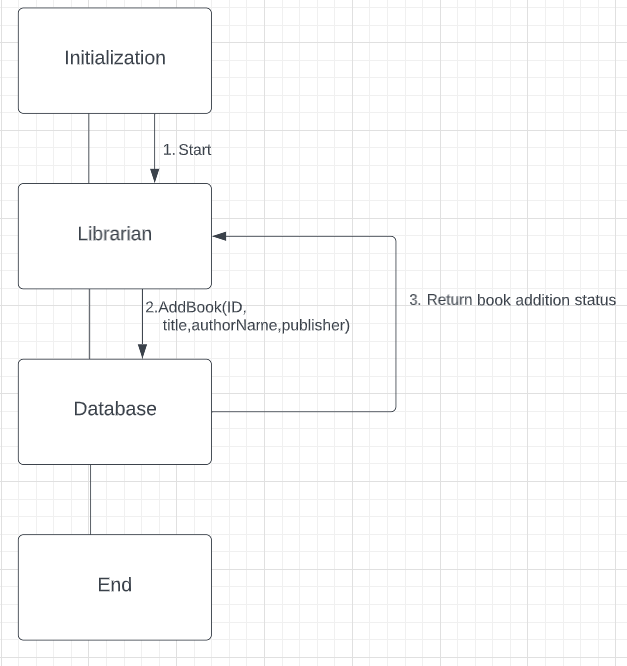 Initialization
1. Start
Librarian
2.AddBook(ID,
title,authorName,publisher)
3. Return book addition status
Database
End